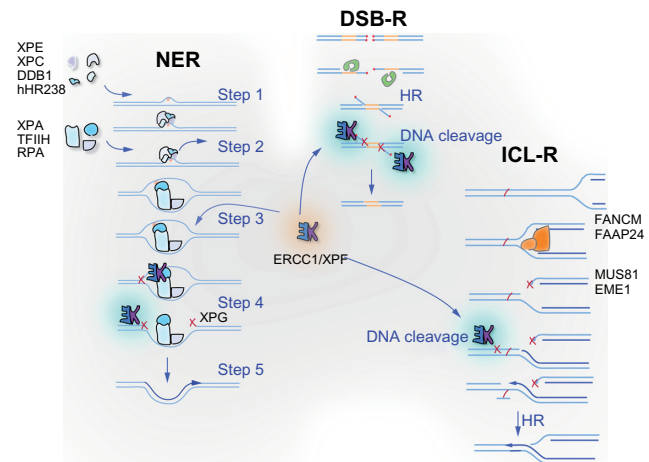 DSB-R
NER
XPE
XPC
DDB1
hHR238
Step 1
XPA
TFIIH
RPA
Step 2
HR
DNA cleavage
ICL-R
Step 3
ERCC1/XPF
FANCM
FAAP24
MUS81
EME1
Step 4
XPG
DNA cleavage
Step 5
HR